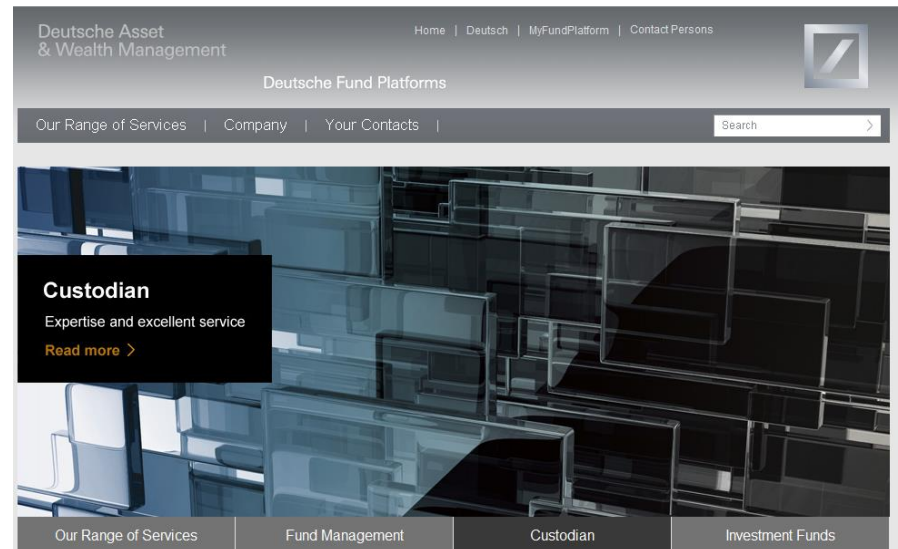 Deutsche Asset
& Wealth Management
Home | Deutsch | MyFundPlatform | Contact Persons
Deutsche Fund Platforms
Our Range of Services | Company | Your Contacts |
Search
Custodian
Expertise and excellent service
Read more >
Our Range of Services
Fund Management
Custodian
Investment Funds